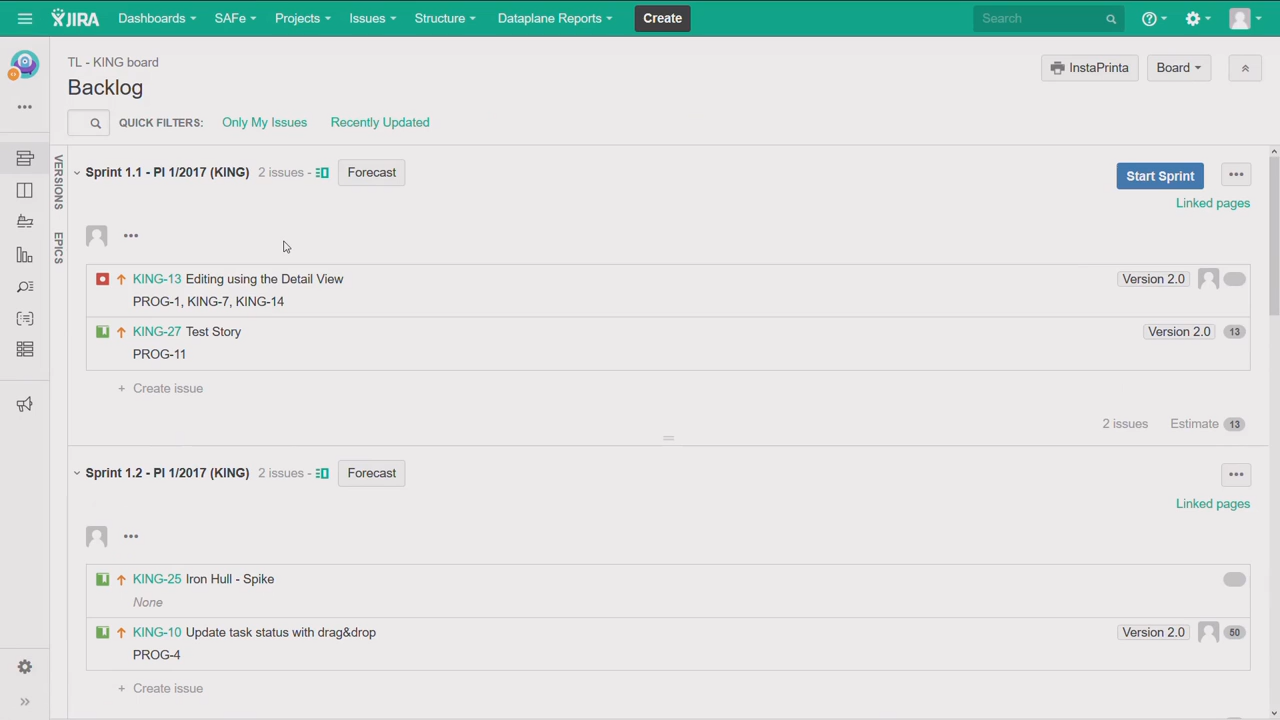 JIRA Dashboards SAFe Projects Issues Structure Dataplane Reports Create Search
TL - KING board
Backlog
InstaPrinta Board
QUICK FILTERS: Only My Issues Recently Updated
VERSIONS
EPICS
Sprint 1.1 - PI 1/2017 (KING) 2 issues - Forecast Start Sprint
Linked pages
KING-13 Editing using the Detail View Version 2.0
PROG-1, KING-7, KING-14
KING-27 Test Story Version 2.0 13
PROG-11
+ Create issue
2 issues Estimate 13
Sprint 1.2 - PI 1/2017 (KING) 2 issues - Forecast
Linked pages
KING-25 Iron Hull - Spike
None
KING-10 Update task status with drag&drop Version 2.0 50
PROG-4
+ Create issue